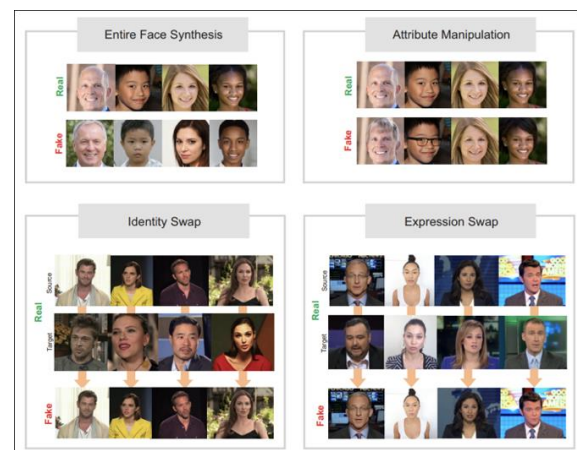 Entire Face Synthesis
Real
Fake
Attribute Manipulation
Real
Fake
Identity Swap
Real
Source
Target
Fake
Expression Swap
Real
Source
Target
Fake